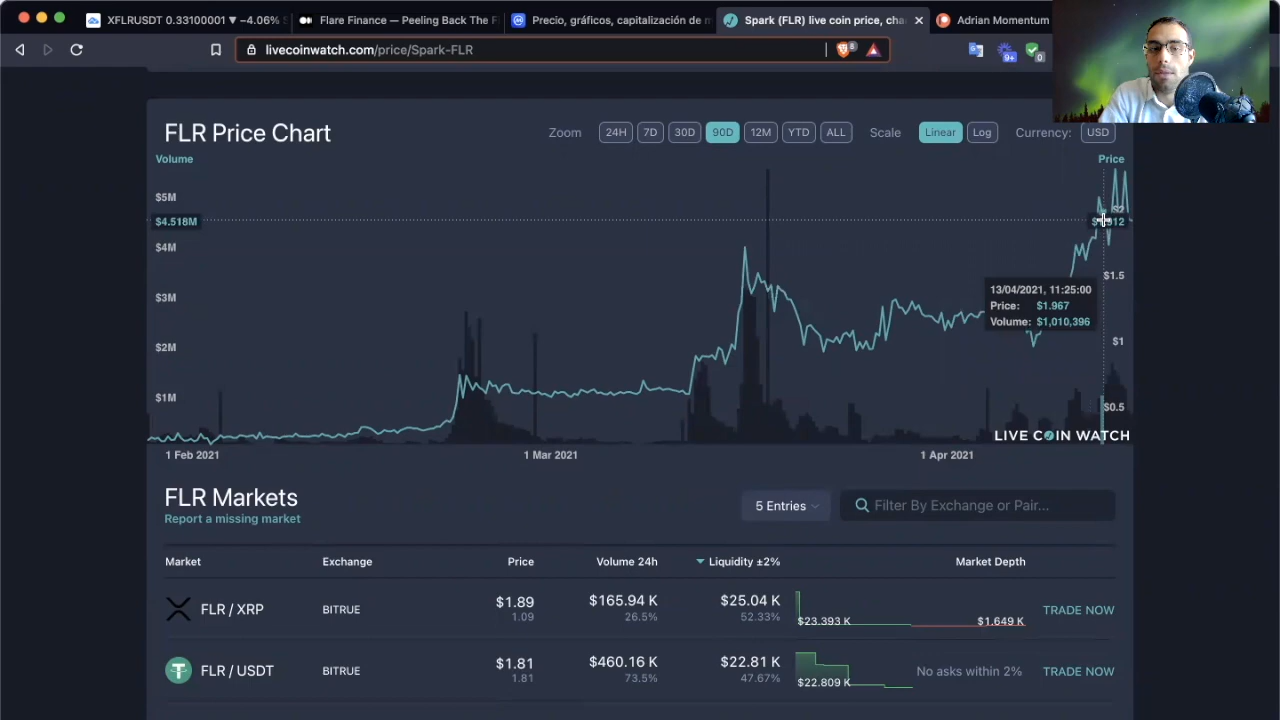 XFLRUSDT 0.33100001 ▼ -4.06%
Flare Finance — Peeling Back The F
Precio, gráficos, capitalización de m
Spark (FLR) live coin price, cha
Adrian Momentum
livecoinwatch.com/price/Spark-FLR
8
9+
0
FLR Price Chart
Zoom 24H 7D 30D 90D 12M YTD ALL Scale Linear Log Currency: USD
Volume Price
$5M
$4.518M
$4M
$3M
$2M
$1M
$1.5
$1
$0.5
13/04/2021, 11:25:00
Price: $1.967
Volume: $1,010,396
LIVE COIN WATCH
1 Feb 2021 1 Mar 2021 1 Apr 2021
FLR Markets
Report a missing market
5 Entries
Filter By Exchange or Pair...
Market Exchange Price Volume 24h Liquidity ±2% Market Depth
FLR / XRP BITRUE $1.89 $165.94 K $25.04 K $23.393 K $1.649 K TRADE NOW
1.09 26.5% 52.33%
FLR / USDT BITRUE $1.81 $460.16 K $22.81 K $22.809 K No asks within 2% TRADE NOW
1.81 73.5% 47.67%